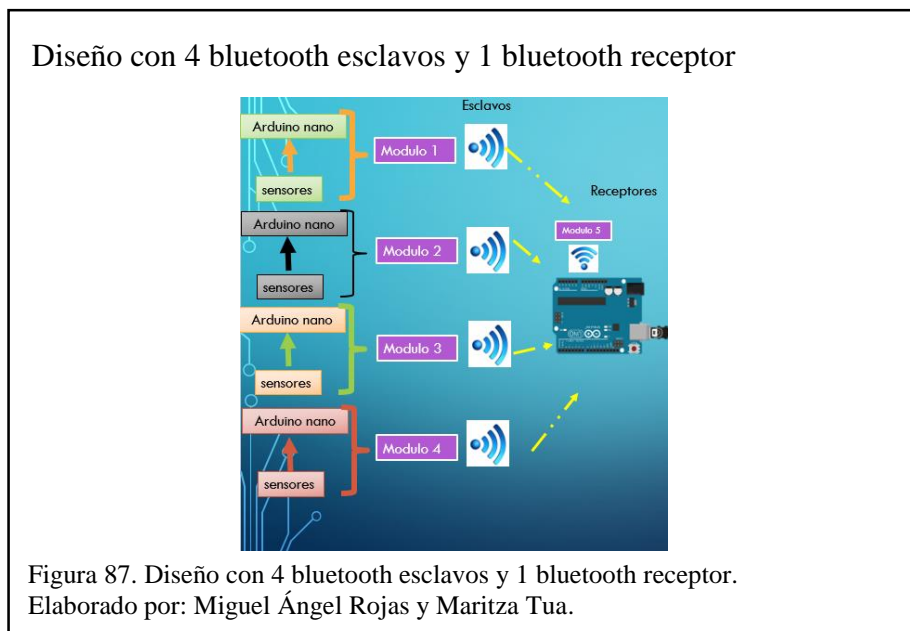 Diseño con 4 bluetooth esclavos y 1 bluetooth receptor
Esclavos
Arduino nano
Modulo 1
sensores
Receptores
Arduino nano
Modulo 5
Modulo 2
sensores
Arduino nano
Modulo 3
sensores
Arduino nano
Modulo 4
sensores
Figura 87. Diseño con 4 bluetooth esclavos y 1 bluetooth receptor.
Elaborado por: Miguel Ángel Rojas y Maritza Tua.